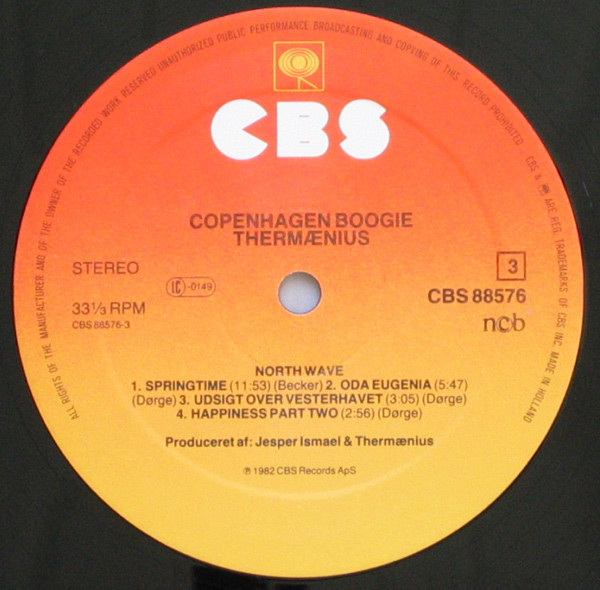 ALL RIGHTS OF THE MANUFACTURER AND OF THE OWNER OF THE RECORDED WORK RESERVED UNAUTHORIZED PUBLIC PERFORMANCE BROADCASTING AND COPYING OF THIS RECORD PROHIBITED CBS & ARE REG. TRADEMARKS OF CBS INC. MADE IN HOLLAND
CBS
COPENHAGEN BOOGIE
THERMÆNIUS
STEREO
IC -0149
3
33⅓ RPM
CBS 88576
CBS 88576-3
ncb
NORTH WAVE
1. SPRINGTIME (11:53) (Becker) 2. ODA EUGENIA (5:47)
(Dørge) 3. UDSIGT OVER VESTERHAVET (3:05) (Dørge)
4. HAPPINESS PART TWO (2:56) (Dørge)
Produceret af: Jesper Ismael & Thermænius
℗ 1982 CBS Records ApS